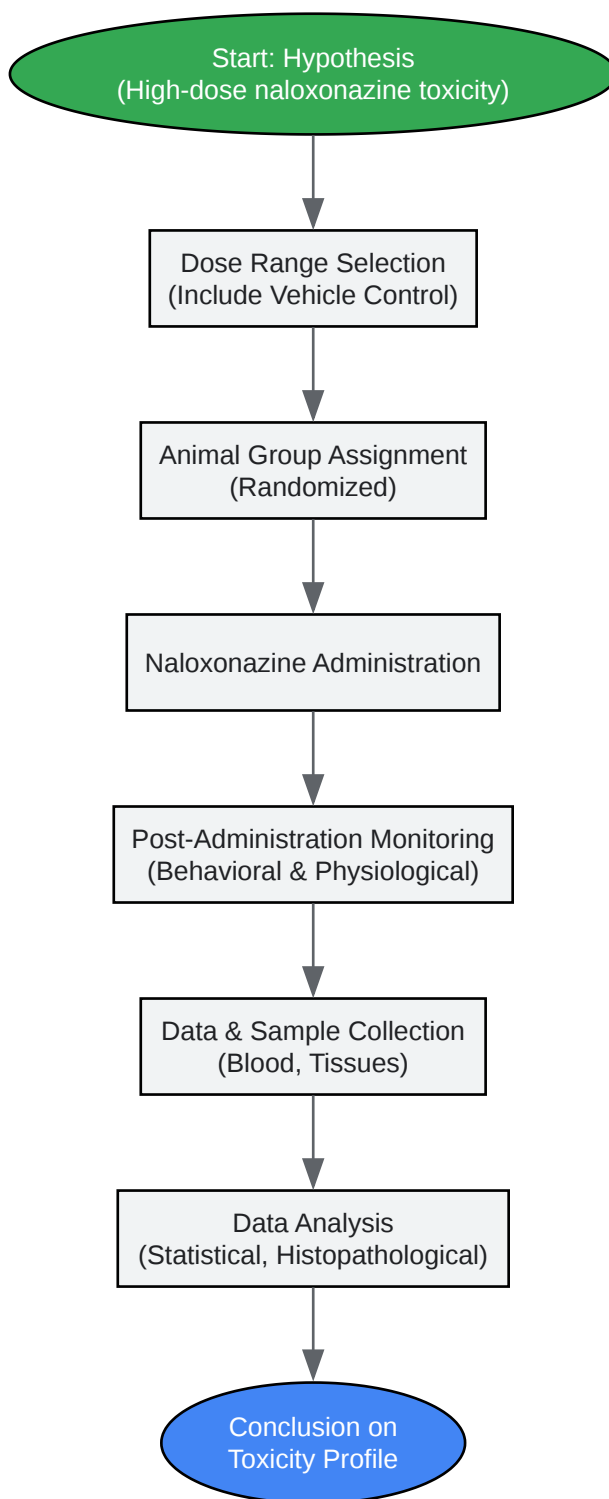 Start: Hypothesis
(High-dose naloxonazine toxicity)
Dose Range Selection
(Include Vehicle Control)
Animal Group Assignment
(Randomized)
Naloxonazine Administration
Post-Administration Monitoring
(Behavioral & Physiological)
Data & Sample Collection
(Blood, Tissues)
Data Analysis
(Statistical, Histopathological)
Conclusion on
Toxicity Profile